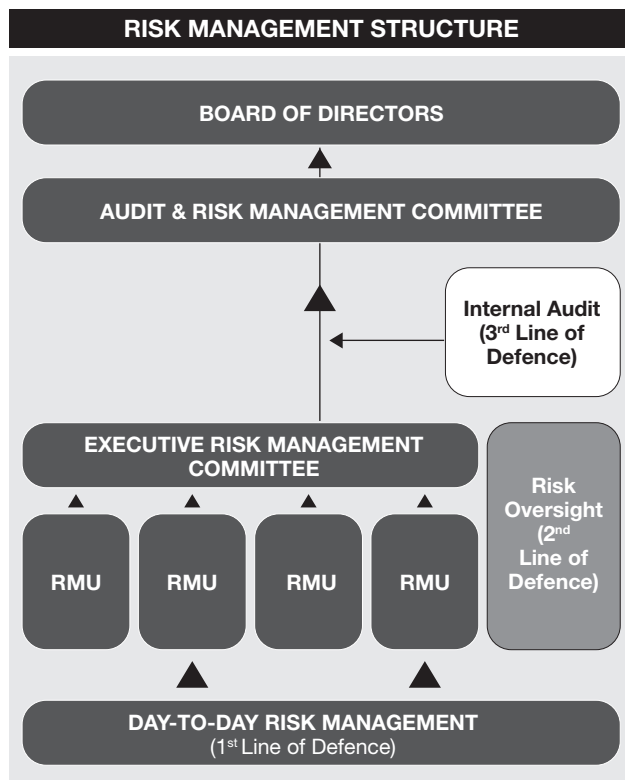 RISK MANAGEMENT STRUCTURE
BOARD OF DIRECTORS
AUDIT & RISK MANAGEMENT COMMITTEE
Internal Audit
(3rd Line of
Defence)
EXECUTIVE RISK MANAGEMENT
COMMITTEE
Risk
Oversight
(2nd
Line of
Defence)
RMU
RMU
RMU
RMU
DAY-TO-DAY RISK MANAGEMENT
(1st Line of Defence)